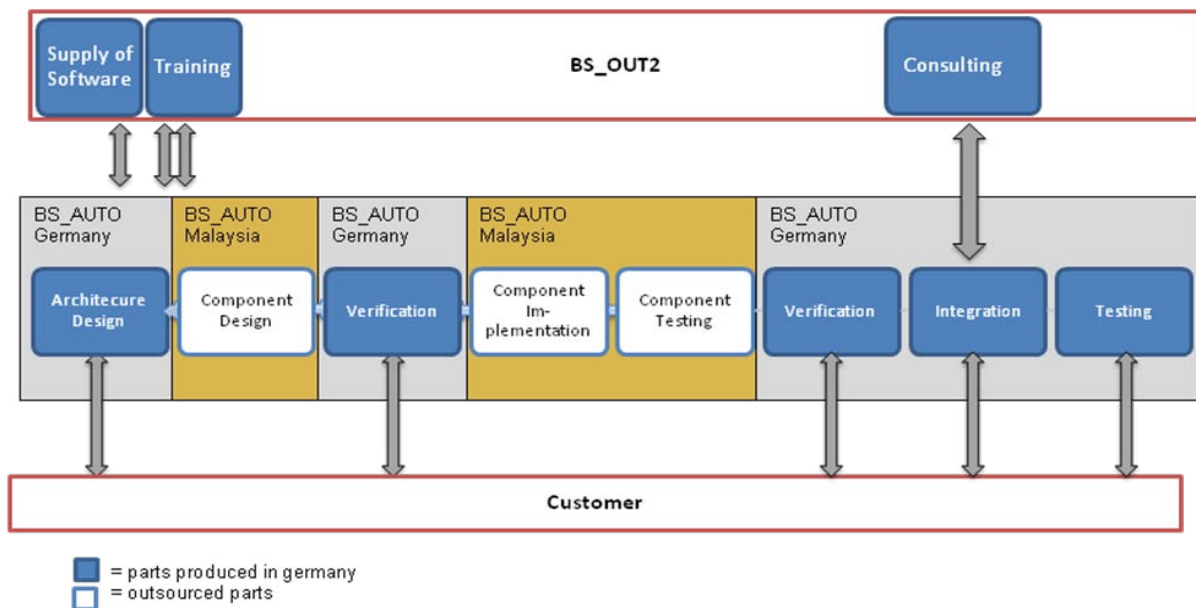 Supply of
Software
Training
BS_OUT2
Consulting
BS_AUTO
Germany
BS_AUTO
Malaysia
BS_AUTO
Germany
BS_AUTO
Malaysia
BS_AUTO
Germany
Architecure
Design
Component
Design
Verification
Component
Im-
plementation
Component
Testing
Verification
Integration
Testing
Customer
= parts produced in germany
= outsourced parts